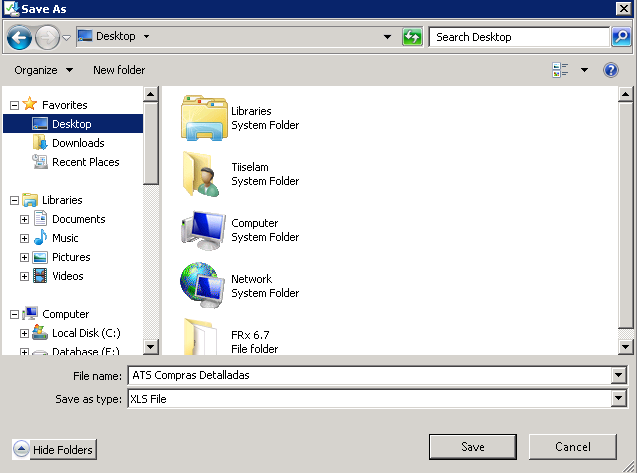 Save As
Desktop
Search Desktop
Organize New folder
Favorites
Desktop
Downloads
Recent Places
Libraries
Documents
Music
Pictures
Videos
Computer
Local Disk (C:)
Database (E:)
Libraries
System Folder
Tiiselam
System Folder
Computer
System Folder
Network
System Folder
FRx 6.7
File folder
File name: ATS Compras Detalladas
Save as type: XLS File
Hide Folders Save Cancel